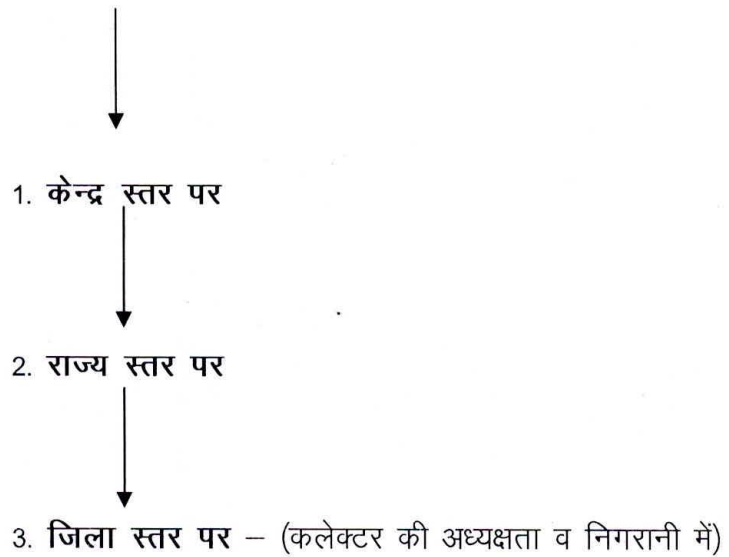 1. केन्द्र स्तर पर
2. राज्य स्तर पर
3. जिला स्तर पर – (कलेक्टर की अध्यक्षता व निगरानी में)